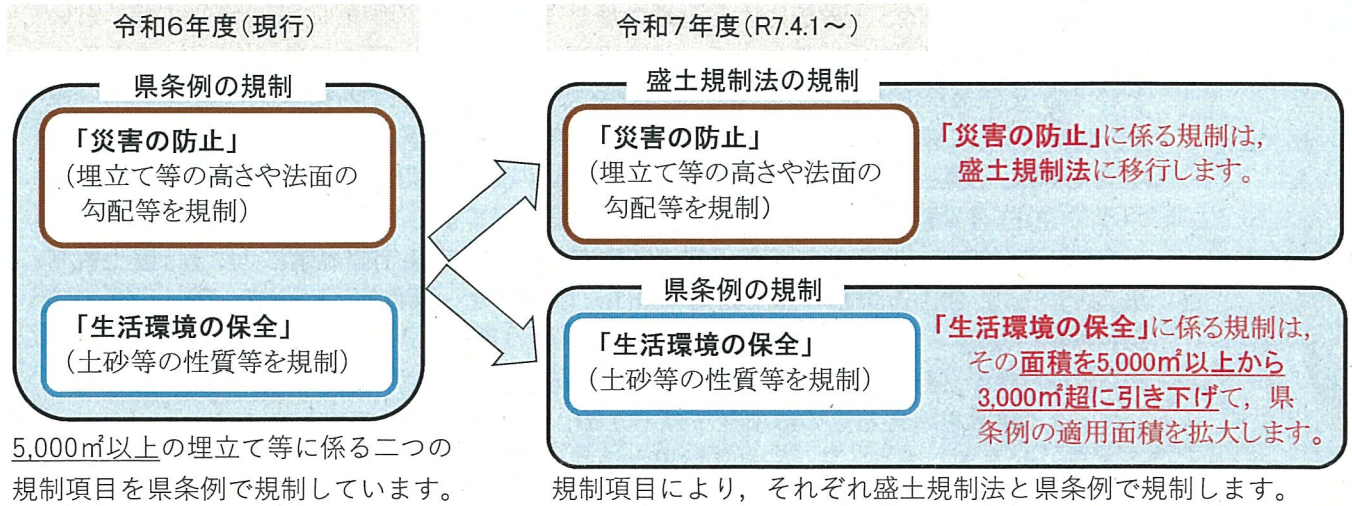 令和6年度(現行)
県条例の規制
「災害の防止」
(埋立て等の高さや法面の
勾配等を規制)
「生活環境の保全」
(土砂等の性質等を規制)
5,000㎡以上の埋立て等に係る二つの
規制項目を県条例で規制しています。
令和7年度(R7.4.1～)
盛土規制法の規制
「災害の防止」
(埋立て等の高さや法面の
勾配等を規制)
「災害の防止」に係る規制は,
盛土規制法に移行します。
県条例の規制
「生活環境の保全」
(土砂等の性質等を規制)
「生活環境の保全」に係る規制は,
その面積を5,000㎡以上から
3,000㎡超に引き下げて, 県
条例の適用面積を拡大します。
規制項目により, それぞれ盛土規制法と県条例で規制します。